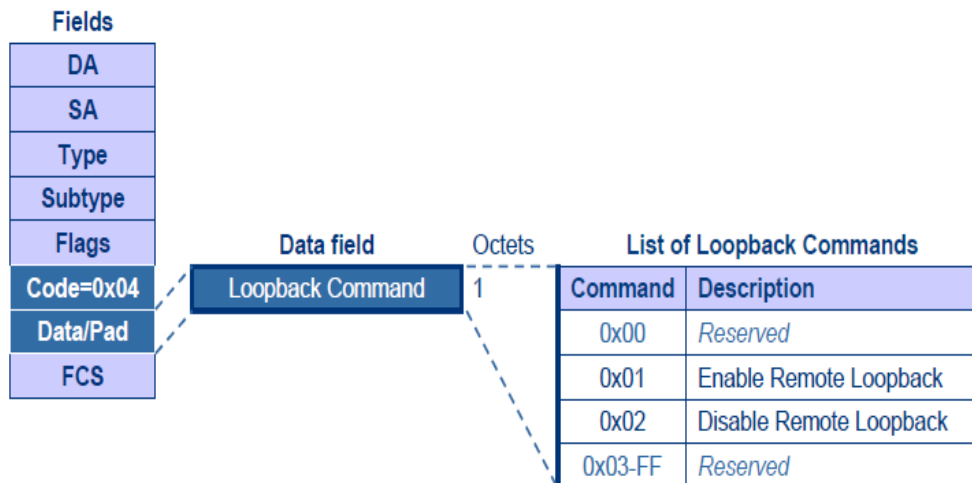 Fields
DA
SA
Type
Subtype
Flags
Code=0x04
Data/Pad
FCS
Data field
Octets
Loopback Command
1
List of Loopback Commands
Command Description
0x00 Reserved
0x01 Enable Remote Loopback
0x02 Disable Remote Loopback
0x03-FF Reserved